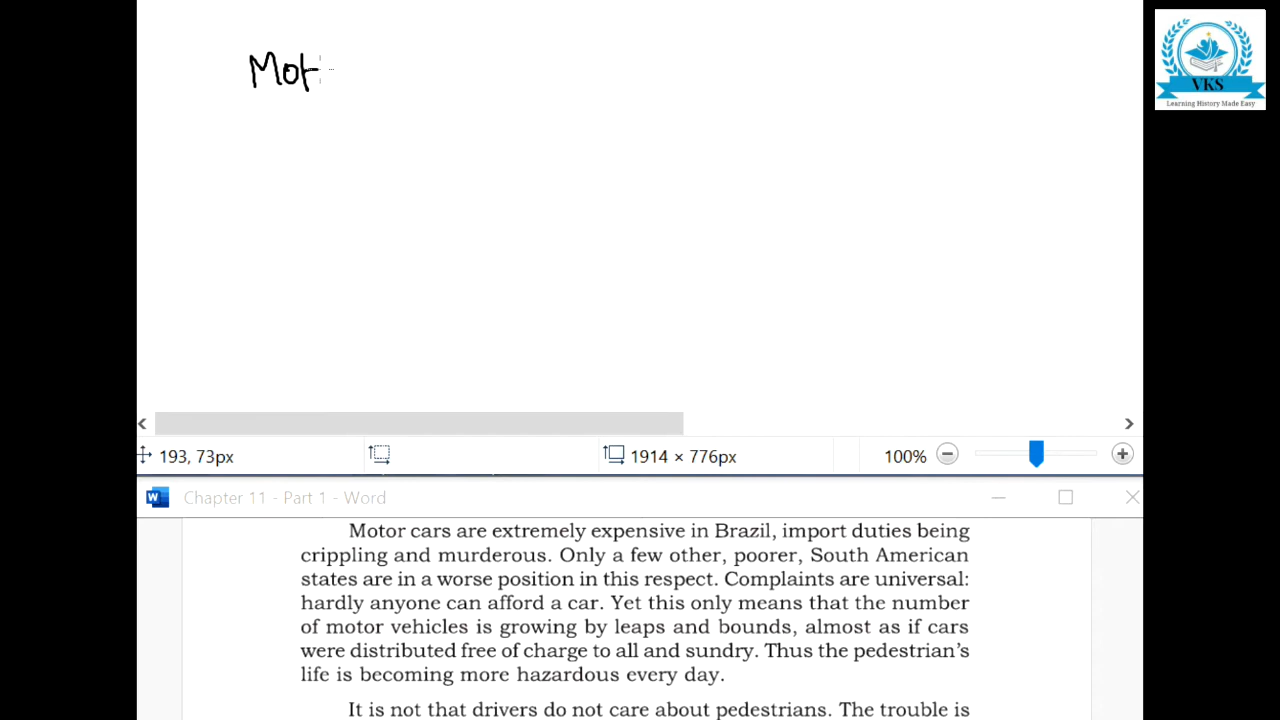 Mot
VKS
Learning History Made Easy
193, 73px
1914 × 776px
100%
Chapter 11 - Part 1 - Word
Motor cars are extremely expensive in Brazil, import duties being
crippling and murderous. Only a few other, poorer, South American
states are in a worse position in this respect. Complaints are universal:
hardly anyone can afford a car. Yet this only means that the number
of motor vehicles is growing by leaps and bounds, almost as if cars
were distributed free of charge to all and sundry. Thus the pedestrian’s
life is becoming more hazardous every day.
It is not that drivers do not care about pedestrians. The trouble is